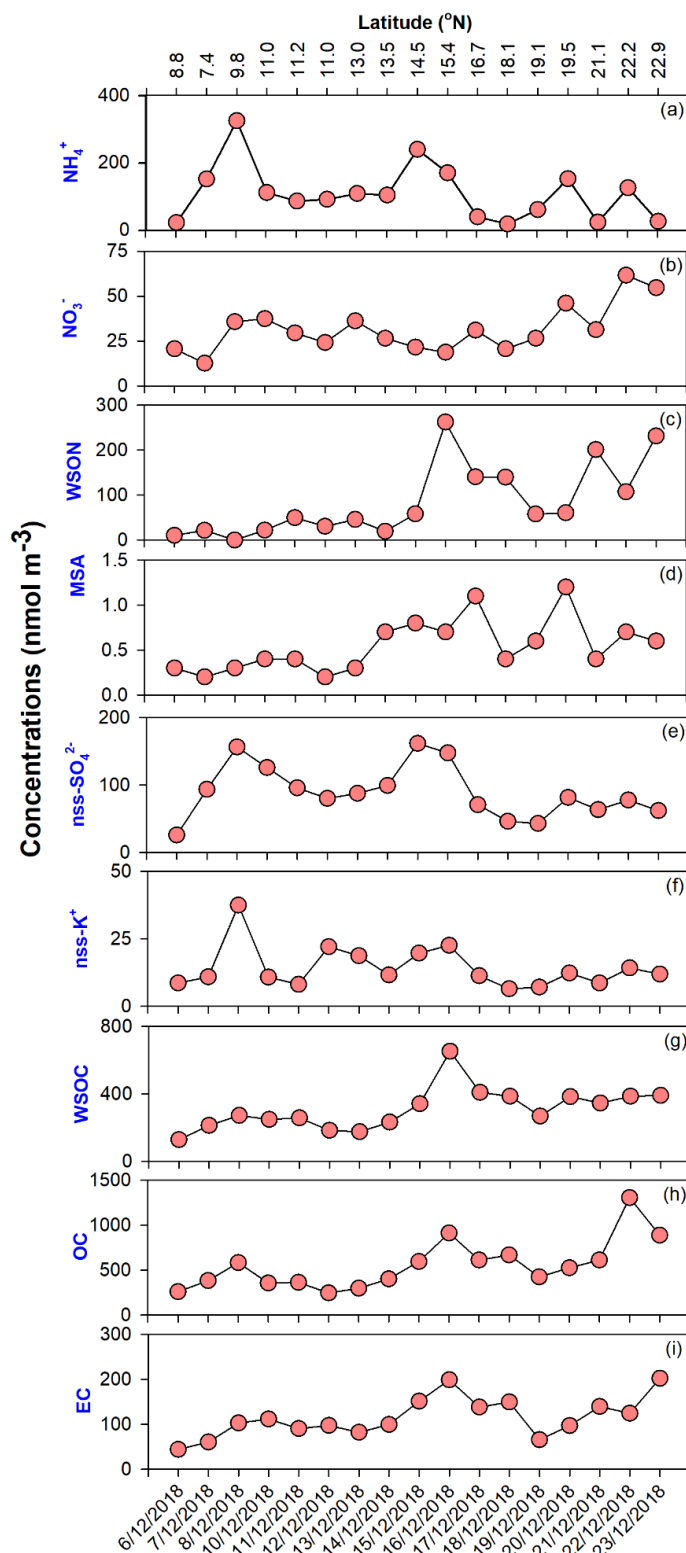 Latitude (°N)
8.8 7.4 9.8 11.0 11.2 11.0 13.0 13.5 14.5 15.4 16.7 18.1 19.1 19.5 21.1 22.2 22.9
Concentrations (nmol m⁻³)
(a)
NH₄⁺
400
200
0
(b)
NO₃⁻
75
50
25
0
(c)
WSON
300
200
100
0
(d)
MSA
1.5
1.0
0.5
0.0
(e)
nss-SO₄²⁻
200
100
0
(f)
nss-K⁺
50
25
0
(g)
WSOC
800
400
0
(h)
OC
1500
1000
500
0
(i)
EC
300
200
100
0
6/12/2018 7/12/2018 8/12/2018 10/12/2018 11/12/2018 12/12/2018 13/12/2018 14/12/2018 15/12/2018 16/12/2018 17/12/2018 18/12/2018 19/12/2018 20/12/2018 21/12/2018 22/12/2018 23/12/2018